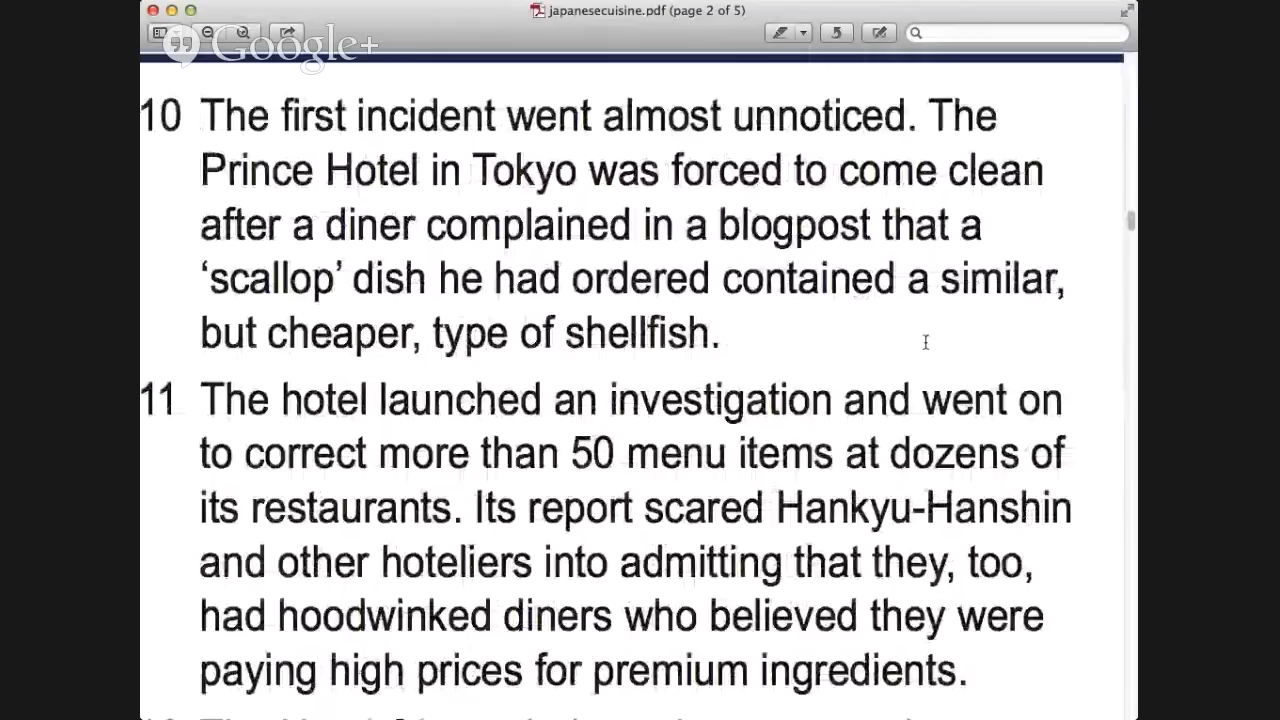 japanesecuisine.pdf (page 2 of 5)
Google+
10 The first incident went almost unnoticed. The
Prince Hotel in Tokyo was forced to come clean
after a diner complained in a blogpost that a
‘scallop’ dish he had ordered contained a similar,
but cheaper, type of shellfish.
11 The hotel launched an investigation and went on
to correct more than 50 menu items at dozens of
its restaurants. Its report scared Hankyu-Hanshin
and other hoteliers into admitting that they, too,
had hoodwinked diners who believed they were
paying high prices for premium ingredients.